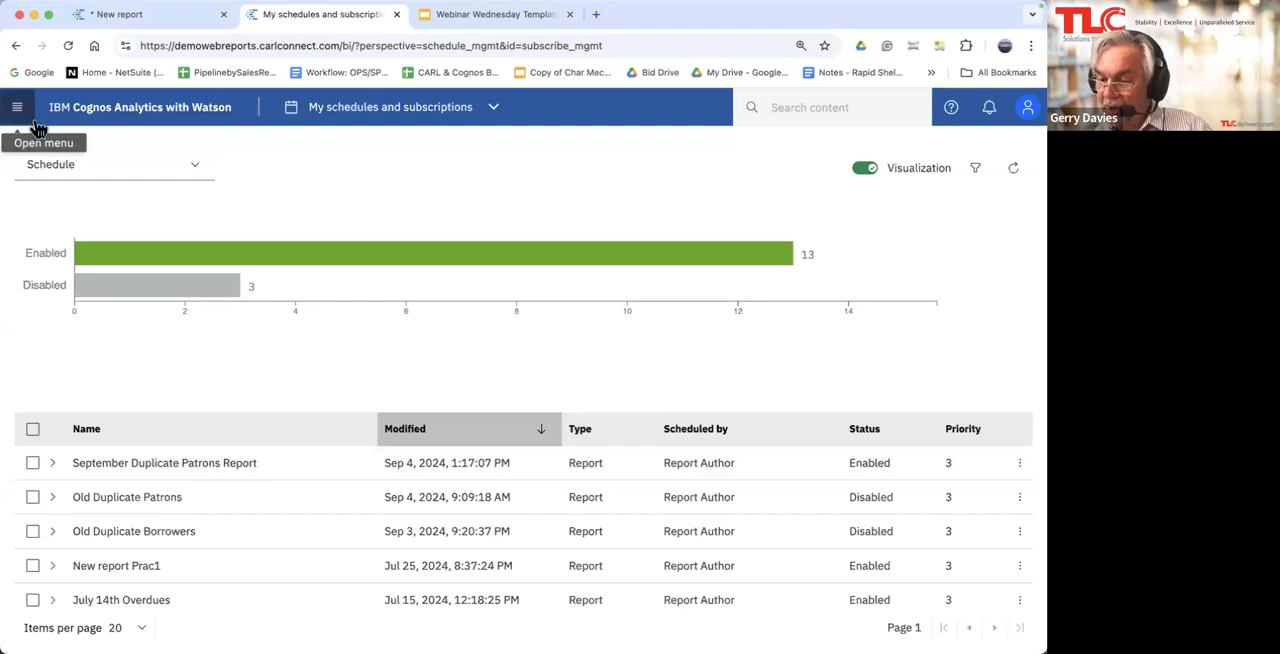 * New report
My schedules and subscripti
Webinar Wednesday Templat
https://demowebreports.carlconnect.com/bi/?perspective=schedule_mgmt&id=subscribe_mgmt
Google
Home - NetSuite (...
PipelinebySalesRe...
Workflow: OPS/SP...
CARL & Cognos B...
Copy of Char Mec...
Bid Drive
My Drive - Google...
Notes - Rapid Shel...
All Bookmarks
IBM Cognos Analytics with Watson
My schedules and subscriptions
Search content
Open menu
Schedule
Visualization
Enabled
13
Disabled
3
0 2 4 6 8 10 12 14
Name Modified Type Scheduled by Status Priority
September Duplicate Patrons Report Sep 4, 2024, 1:17:07 PM Report Report Author Enabled 3
Old Duplicate Patrons Sep 4, 2024, 9:09:18 AM Report Report Author Disabled 3
Old Duplicate Borrowers Sep 3, 2024, 9:20:37 PM Report Report Author Disabled 3
New report Prac1 Jul 25, 2024, 8:37:24 PM Report Report Author Enabled 3
July 14th Overdues Jul 15, 2024, 12:18:25 PM Report Report Author Enabled 3
Items per page 20
Page 1
TLC
Stability | Excellence | Unparalleled Service
Solutions th
Gerry Davies
TLCdelivers.com